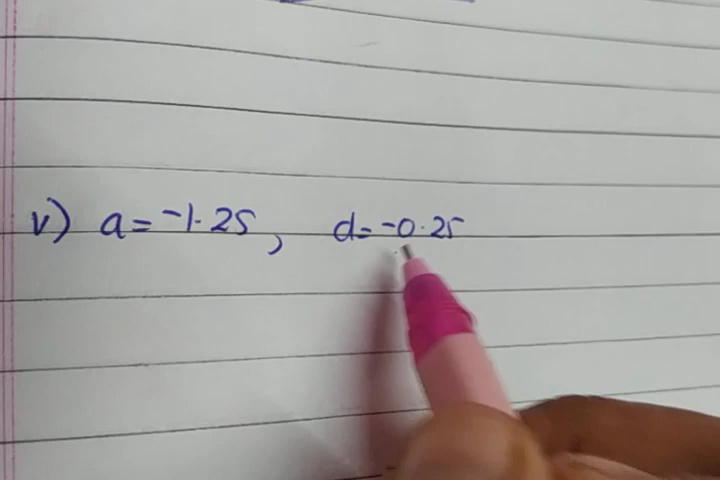 v) a = -1.25, d = -0.25